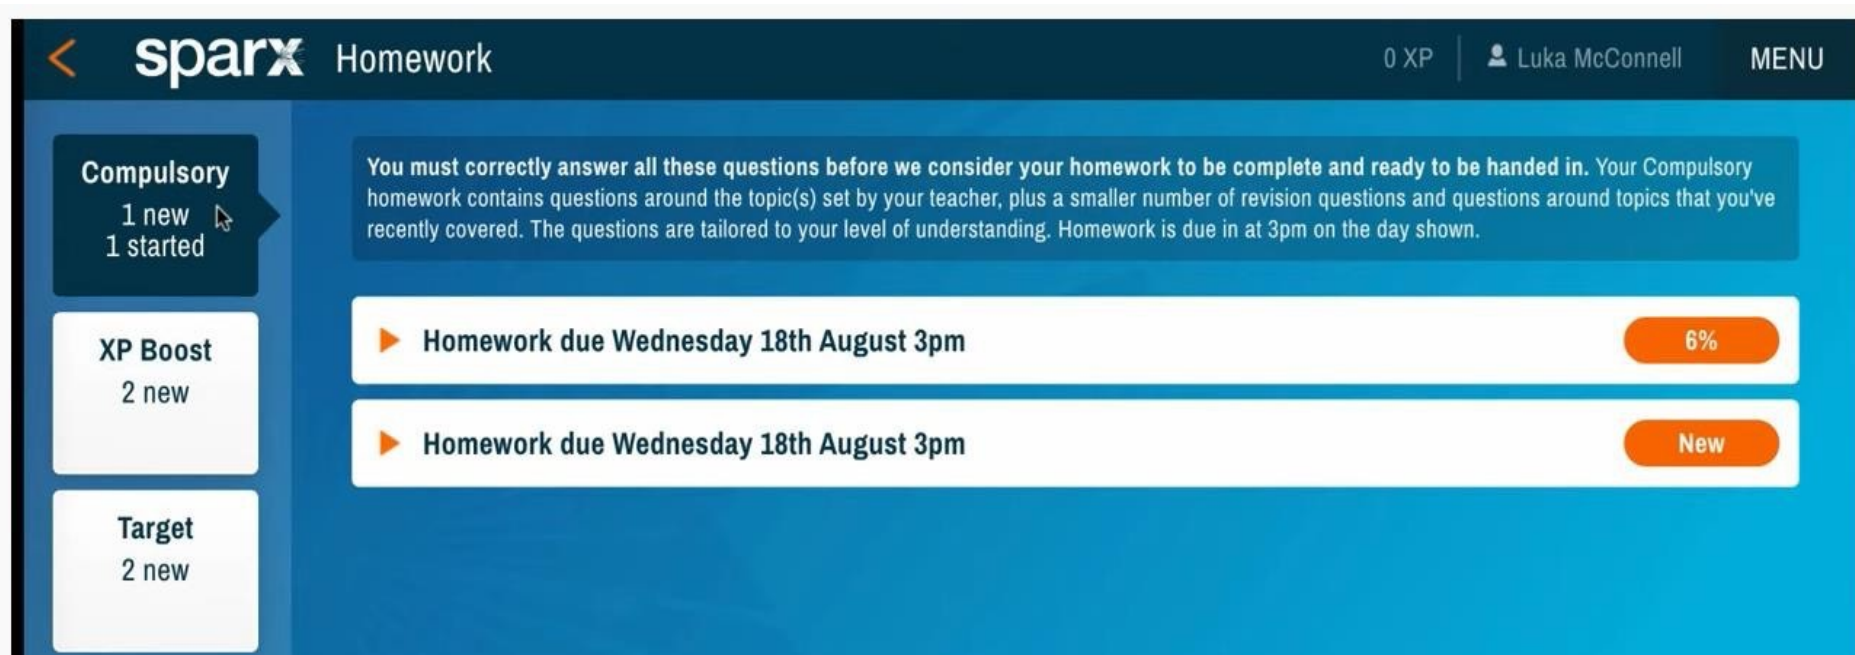 sparx Homework 0 XP Luka McConnell MENU
Compulsory
1 new
1 started
XP Boost
2 new
Target
2 new
You must correctly answer all these questions before we consider your homework to be complete and ready to be handed in. Your Compulsory
homework contains questions around the topic(s) set by your teacher, plus a smaller number of revision questions and questions around topics that you've
recently covered. The questions are tailored to your level of understanding. Homework is due in at 3pm on the day shown.
Homework due Wednesday 18th August 3pm 6%
Homework due Wednesday 18th August 3pm New